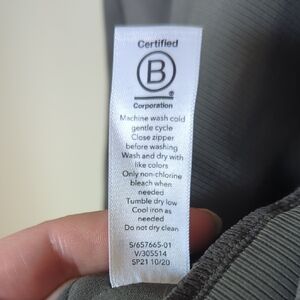 Certified
B
®
Corporation
Machine wash cold
gentle cycle
Close zipper
before washing
Wash and dry with
like colors
Only non-chlorine
bleach when
needed
Tumble dry low
Cool iron as
needed
Do not dry clean
S/657665-01
V/305514
SP21 10/20